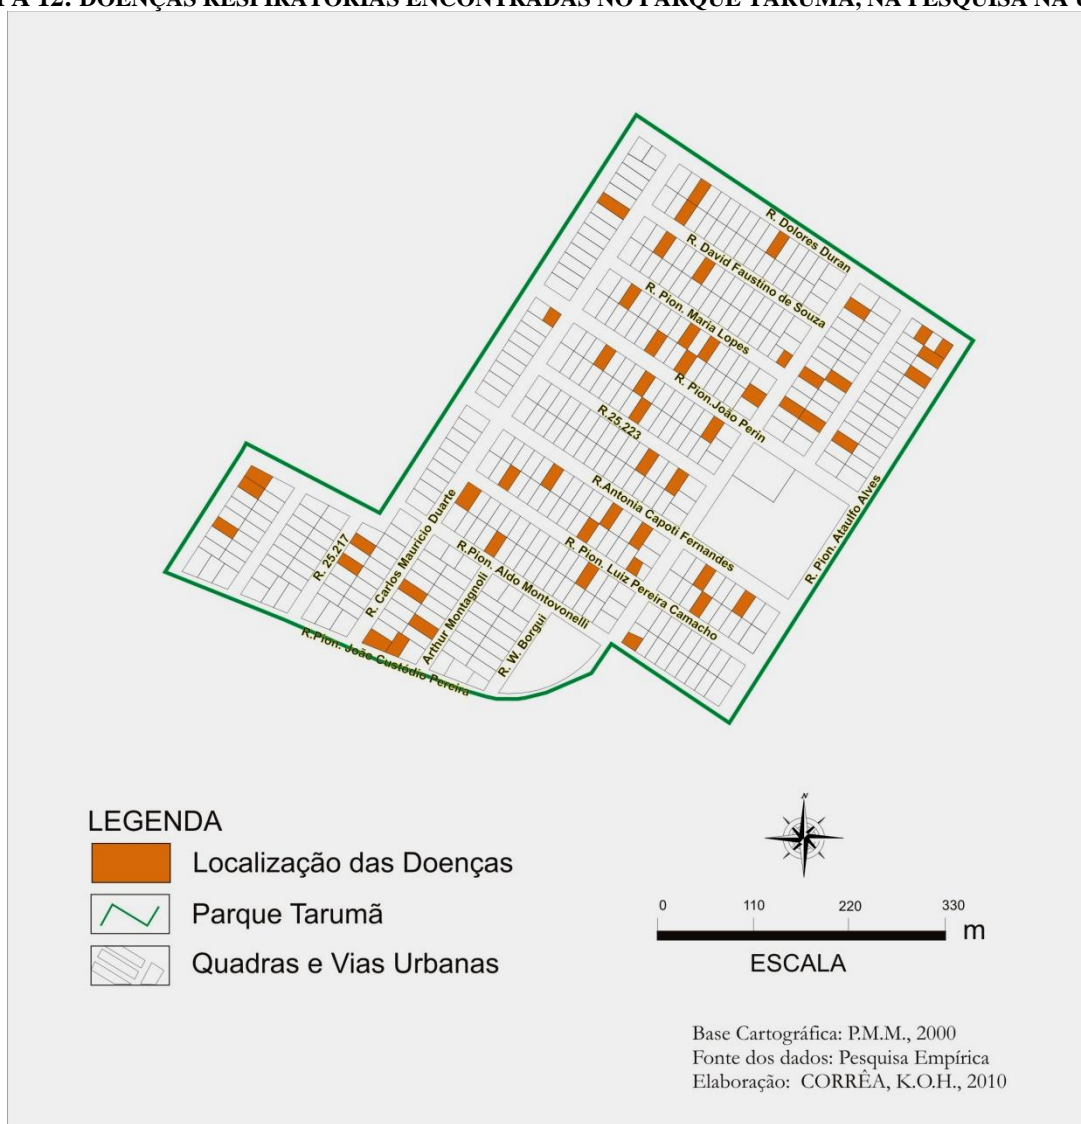 12: DOENÇAS RESPIRATÓRIAS ENCONTRADAS NO PARQUE TARUMÃ, NA PESQUISA NA
R. Dolores Duran
R. David Faustino de Souza
R. Pion. Maria Lopes
R. Pion.João Perin
R.25.223
R.Antonia Capoti Fernandes
R. Pion. Ataulfo Alves
R. Pion. Luiz Pereira Camacho
R.Pion. Aldo Montovonelli
R. Carlos Mauricio Duarte
R. 25.217
Arthur Montagnoli
R. W. Borgui
R.Pion. João Custódio Pereira
LEGENDA
Localização das Doenças
Parque Tarumã
Quadras e Vias Urbanas
N
0 110 220 330
m
ESCALA
Base Cartográfica: P.M.M., 2000
Fonte dos dados: Pesquisa Empírica
Elaboração: CORRÊA, K.O.H., 2010